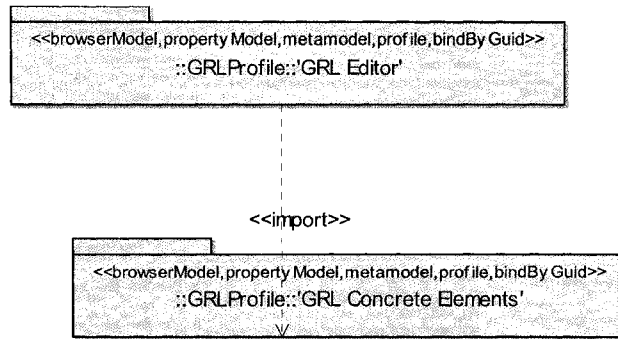 <<browserModel,property Model,metamodel,profile,bindBy Guid>>
::GRLProfile::'GRL Editor'
<<import>>
<<browserModel,property Model,metamodel,profile,bindBy Guid>>
::GRLProfile::'GRL Concrete Elements'